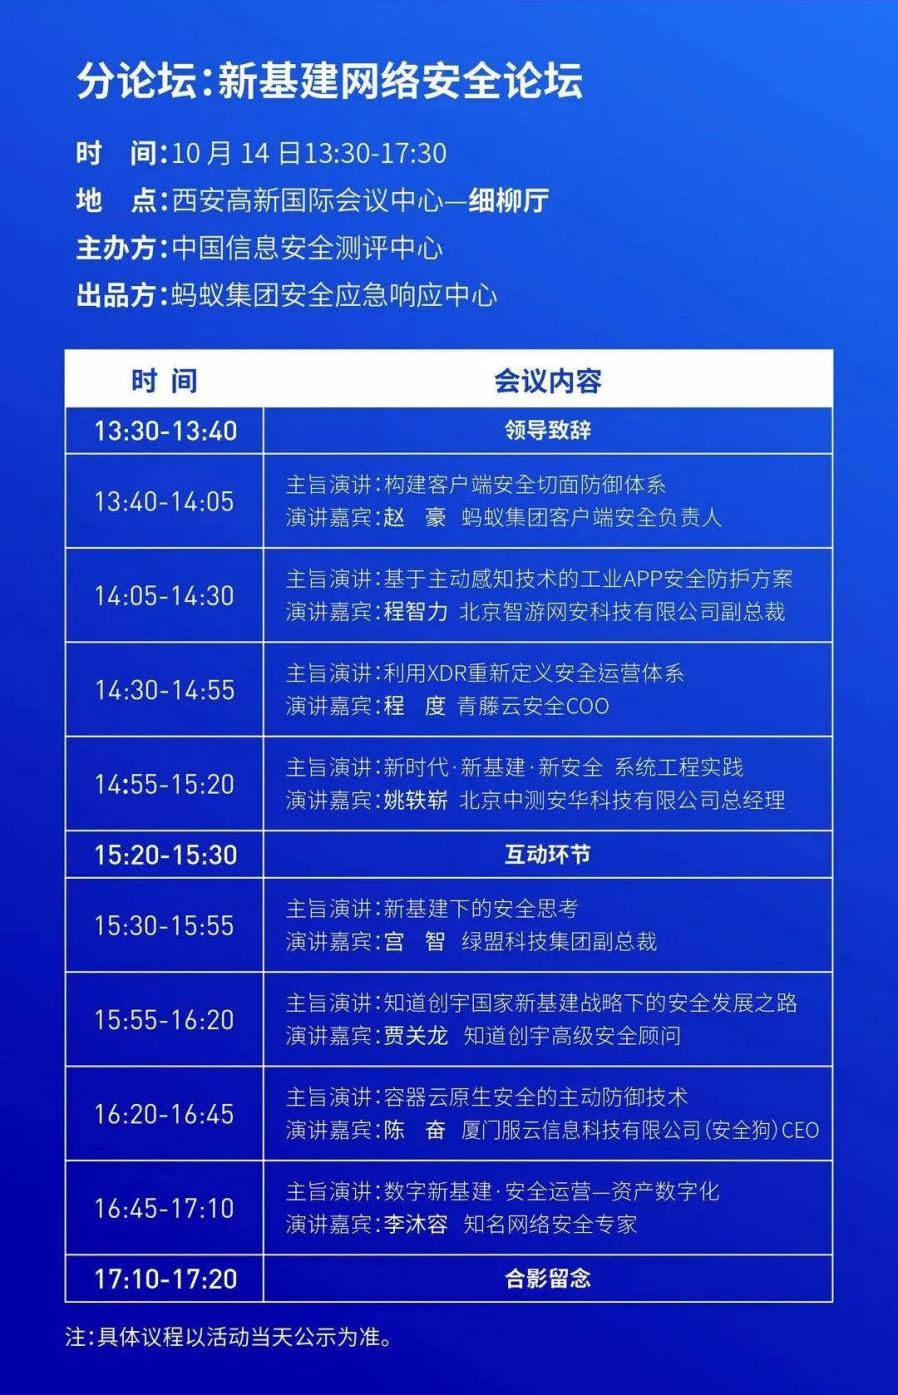 分论坛：新基建网络安全论坛
时　间：10 月 14 日13:30-17:30
地　点：西安高新国际会议中心—细柳厅
主办方：中国信息安全测评中心
出品方：蚂蚁集团安全应急响应中心
时 间　会议内容
13:30-13:40　领导致辞
13:40-14:05
主旨演讲：构建客户端安全切面防御体系
演讲嘉宾：赵　豪　蚂蚁集团客户端安全负责人
14:05-14:30
主旨演讲：基于主动感知技术的工业APP安全防护方案
演讲嘉宾：程智力 北京智游网安科技有限公司副总裁
14:30-14:55
主旨演讲：利用XDR重新定义安全运营体系
演讲嘉宾：程　度 青藤云安全COO
14:55-15:20
主旨演讲：新时代·新基建·新安全 系统工程实践
演讲嘉宾：姚轶崭 北京中测安华科技有限公司总经理
15:20-15:30　互动环节
15:30-15:55
主旨演讲：新基建下的安全思考
演讲嘉宾：宫　智　绿盟科技集团副总裁
15:55-16:20
主旨演讲：知道创宇国家新基建战略下的安全发展之路
演讲嘉宾：贾关龙　知道创宇高级安全顾问
16:20-16:45
主旨演讲：容器云原生安全的主动防御技术
演讲嘉宾：陈　奋　厦门服云信息科技有限公司（安全狗）CEO
16:45-17:10
主旨演讲：数字新基建·安全运营—资产数字化
演讲嘉宾：李沐容　知名网络安全专家
17:10-17:20　合影留念
注：具体议程以活动当天公示为准。